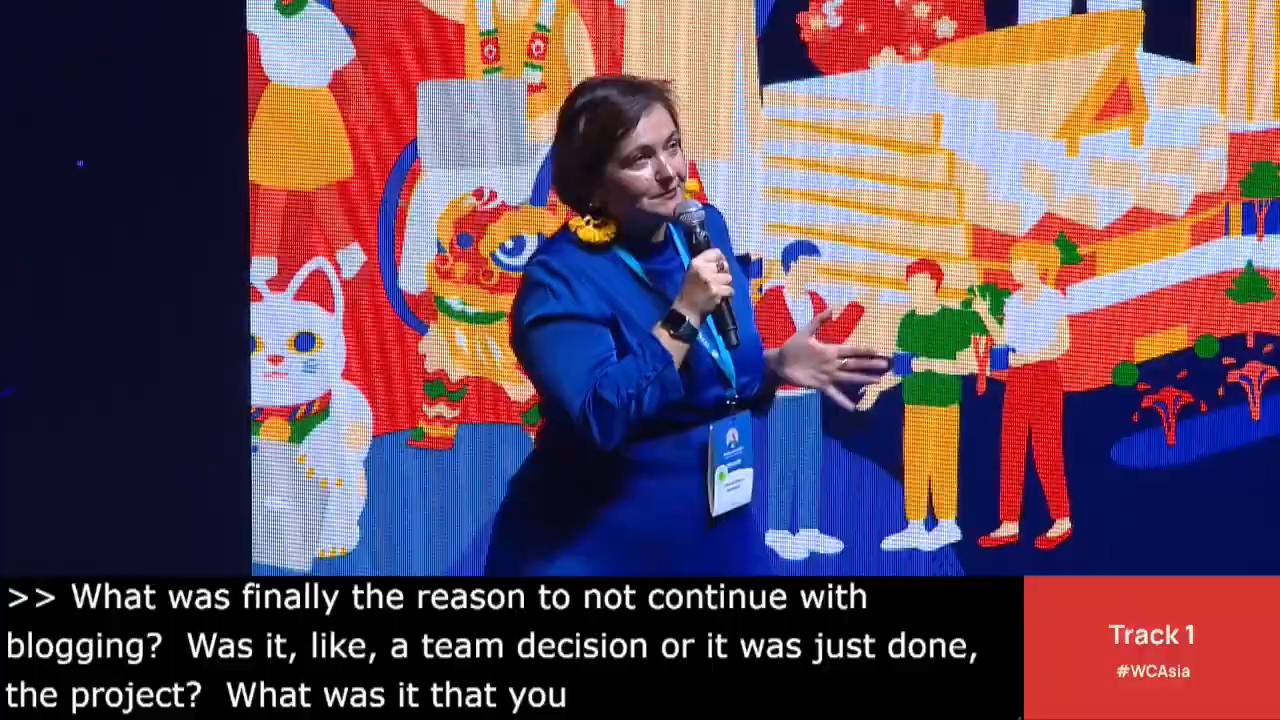 >> What was finally the reason to not continue with
blogging?  Was it, like, a team decision or it was just done,
the project?  What was it that you
Track 1
#WCAsia